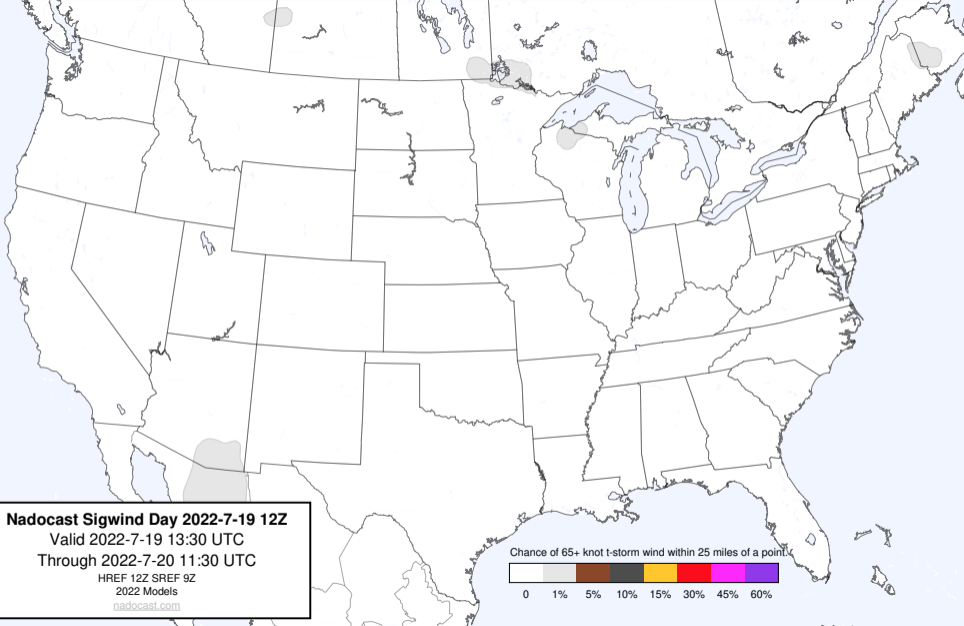 Nadocast Sigwind Day 2022-7-19 12Z
Valid 2022-7-19 13:30 UTC
Through 2022-7-20 11:30 UTC
HREF 12Z SREF 9Z
2022 Models
nadocast.com
Chance of 65+ knot t-storm wind within 25 miles of a point.
0 1% 5% 10% 15% 30% 45% 60%